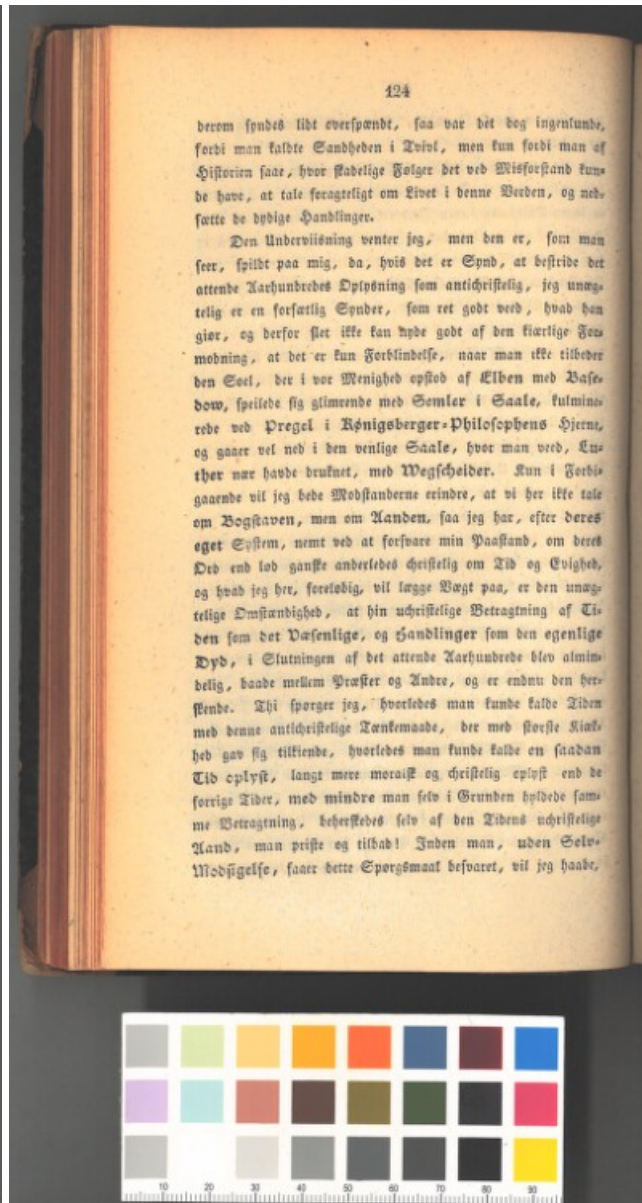 124
derom syndes lidt overspændt, saa var det dog ingenlunde,
fordi man kaldte Sandheden i Tvivl, men kun fordi man af
Historien saae, hvor skadelige Følger det ved Misforstand kun-
de have, at tale foragteligt om Livet i denne Verden, og ned-
sætte de dydige Handlinger.
Den Underviisning venter jeg, men den er, som man
seer, spildt paa mig, da, hvis det er Synd, at bestride det
attende Aarhundredes Oplysning som antichristelig, jeg unæg-
telig er en forsætlig Synder, som ret godt veed, hvad han
giør, og derfor slet ikke kan nyde godt af den kiærlige For-
modning, at det er kun Forblindelse, naar man ikke tilbeder
den Soel, der i vor Menighed opstod af Elben med Base-
dow, speilede sig glimrende med Semler i Saale, kulmine-
rede ved Pregel i Kønigsberger-Philosophens Hjerne,
og gaaer vel ned i den venlige Saale, hvor man veed, Lu-
ther nær havde druknet, med Wegscheider. Kun i Forbi-
gaaende vil jeg bede Modstanderne erindre, at vi her ikke tale
om Bogstaven, men om Aanden, saa jeg har, efter deres
eget System, nemt ved at forsvare min Paastand, om deres
Ord end lød ganske anderledes christelig om Tid og Evighed,
og hvad jeg her, foreløbig, vil lægge Vægt paa, er den unæg-
telige Omstændighed, at hin uchristelige Betragtning af Ti-
den som det Væsenlige, og Handlinger som den egenlige
Dyd, i Slutningen af det attende Aarhundrede blev almin-
delig, baade mellem Præster og Andre, og er endnu den her-
skende. Thi spørger jeg, hvorledes man kunde kalde Tiden
med denne antichristelige Tænkemaade, der med største Kiæk-
hed gav sig tilkiende, hvorledes man kunde kalde en saadan
Tid oplyst, langt mere moralsk og christelig oplyst end de
forrige Tider, med mindre man selv i Grunden hyldede sam-
me Betragtning, beherskedes selv af den Tidens uchristelige
Aand, man priste og tilbad! Inden man, uden Selv-
Modsigelse, faaer dette Spørgsmaal besvaret, vil jeg haabe,
10 20 30 40 50 60 70 80 90